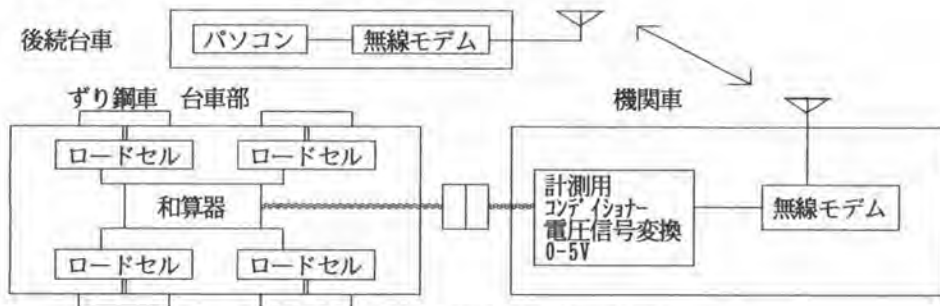 後続台車
パソコン
無線モデム
ずり鋼車 台車部
機関車
ロードセル
ロードセル
和算器
計測用
コンディショナー
電圧信号変換
0-5V
無線モデム
ロードセル
ロードセル